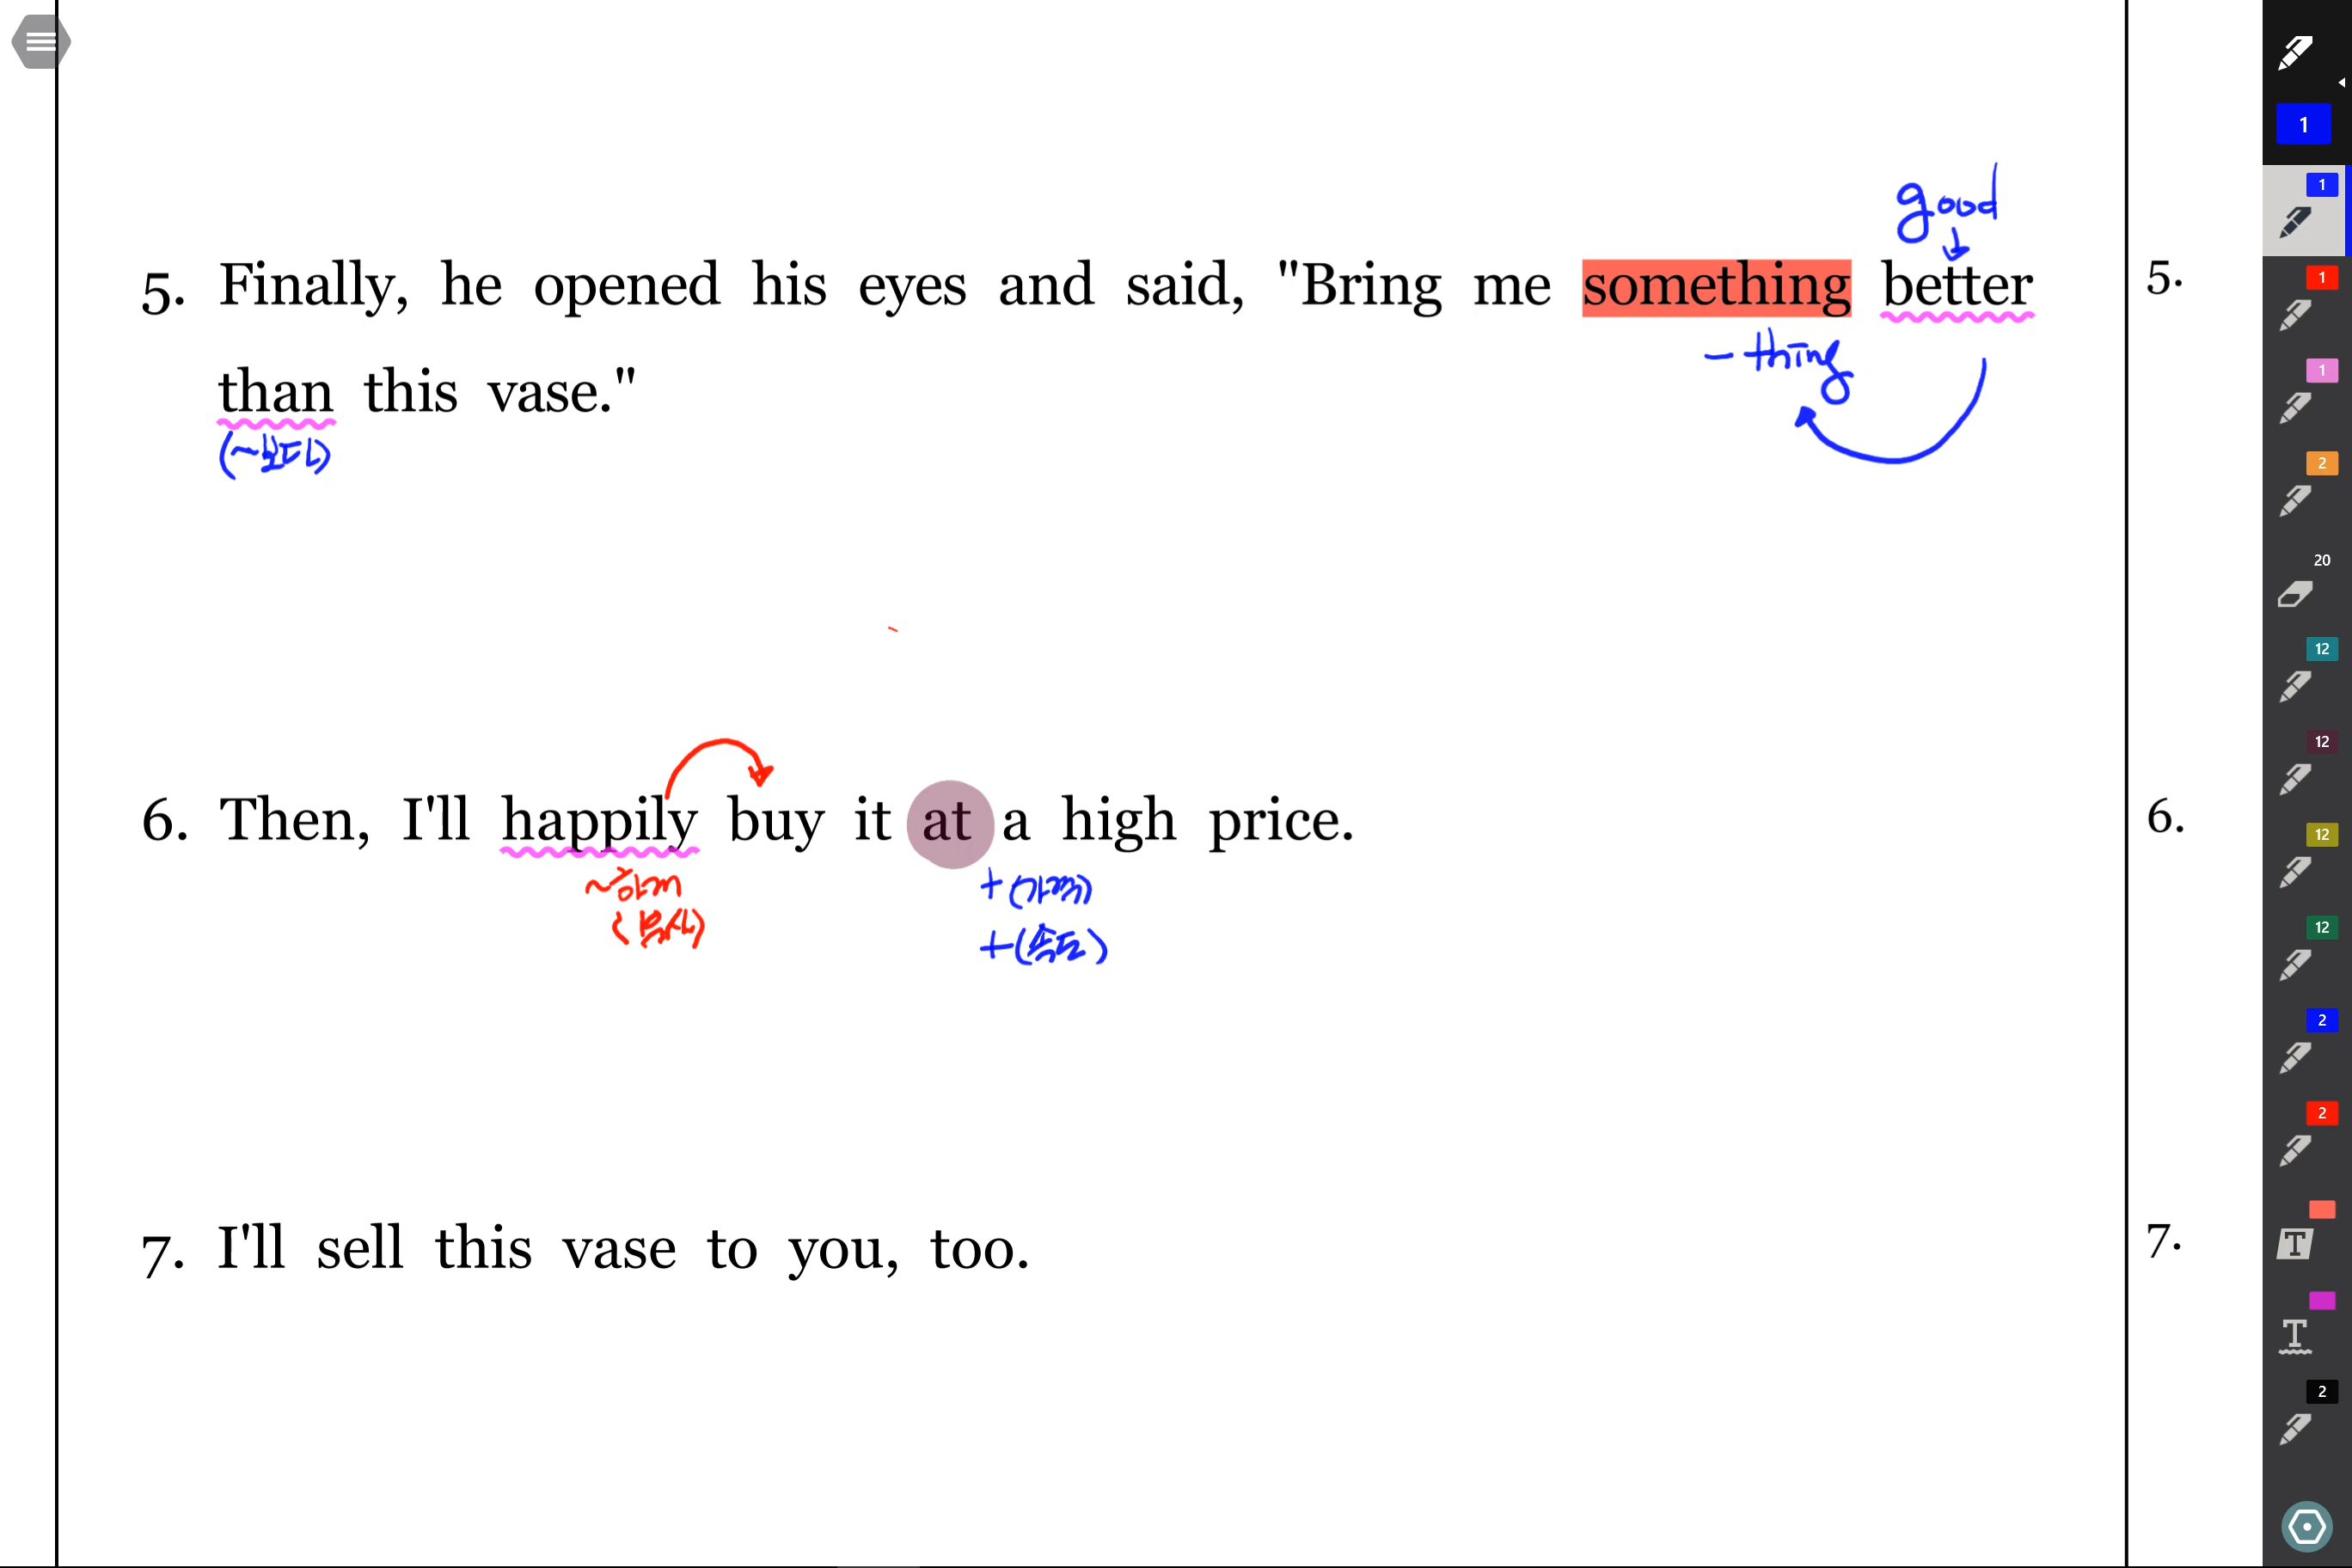 1
good
1
5. Finally, he opened his eyes and said, "Bring me something better
5.
1
-thing
1
than this vase."
(~보다)
2
20
12
12
6. Then, I'll happily buy it at a high price.
6.
12
~하게
+(가격)
12
+(속도)
2
2
7. I'll sell this vase to you, too.
7.
T
T
2